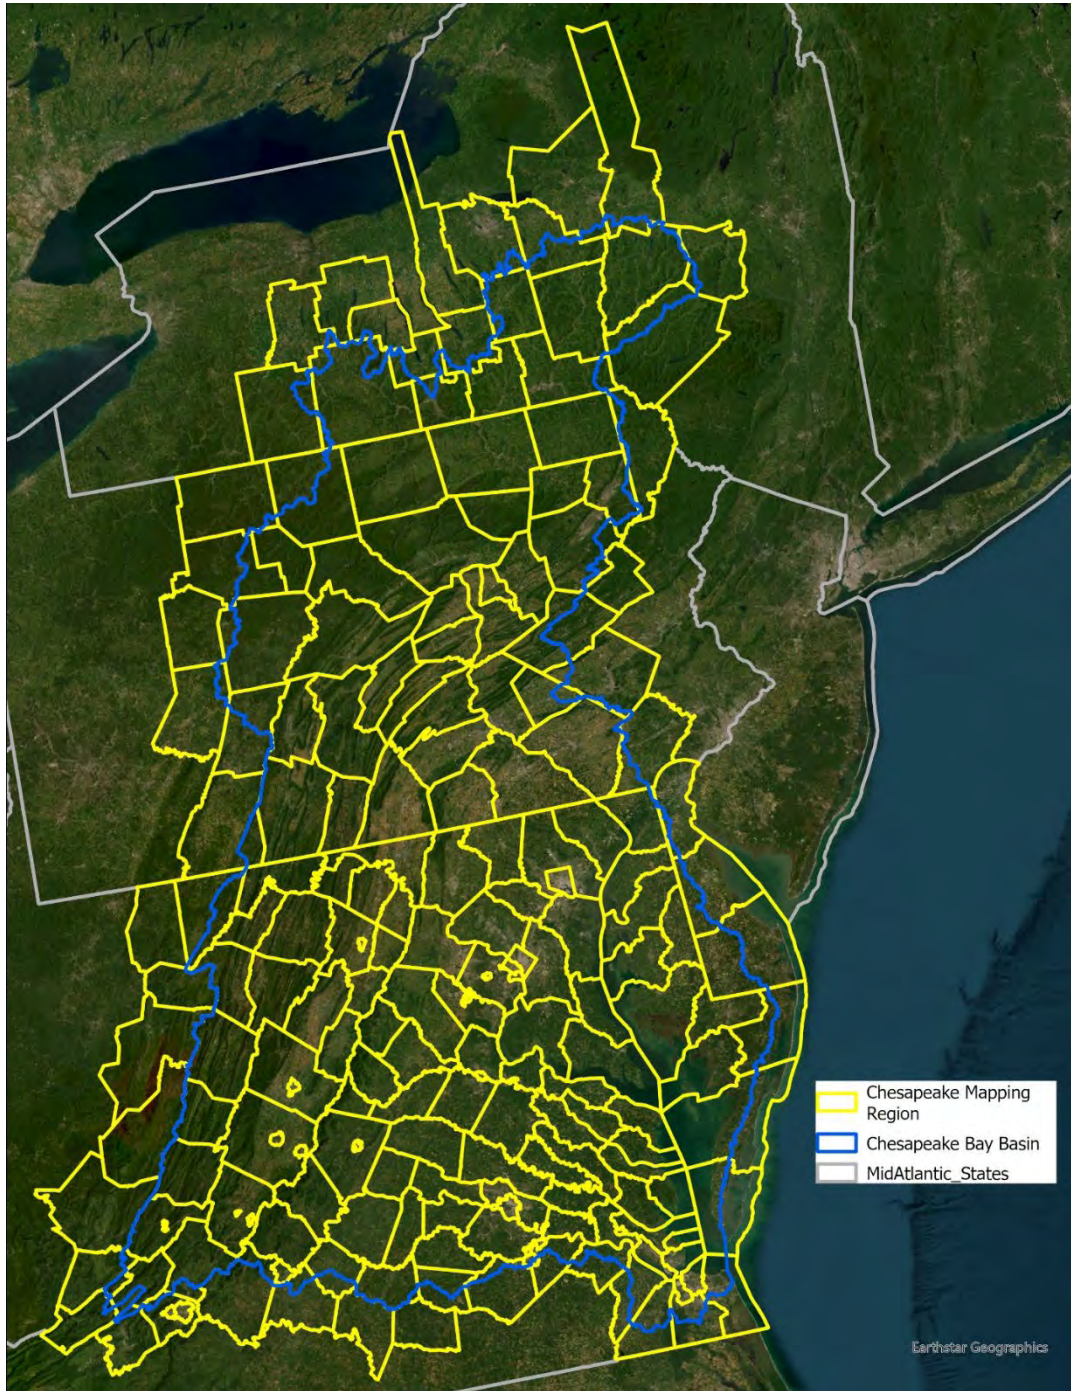 Chesapeake Mapping
Region
Chesapeake Bay Basin
MidAtlantic_States
Earthstar Geographics